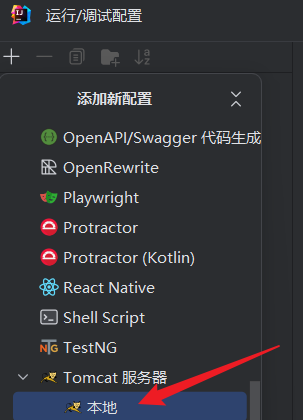 运行/调试配置
添加新配置
OpenAPI/Swagger 代码生成
OpenRewrite
Playwright
Protractor
Protractor (Kotlin)
React Native
Shell Script
TestNG
Tomcat 服务器
本地